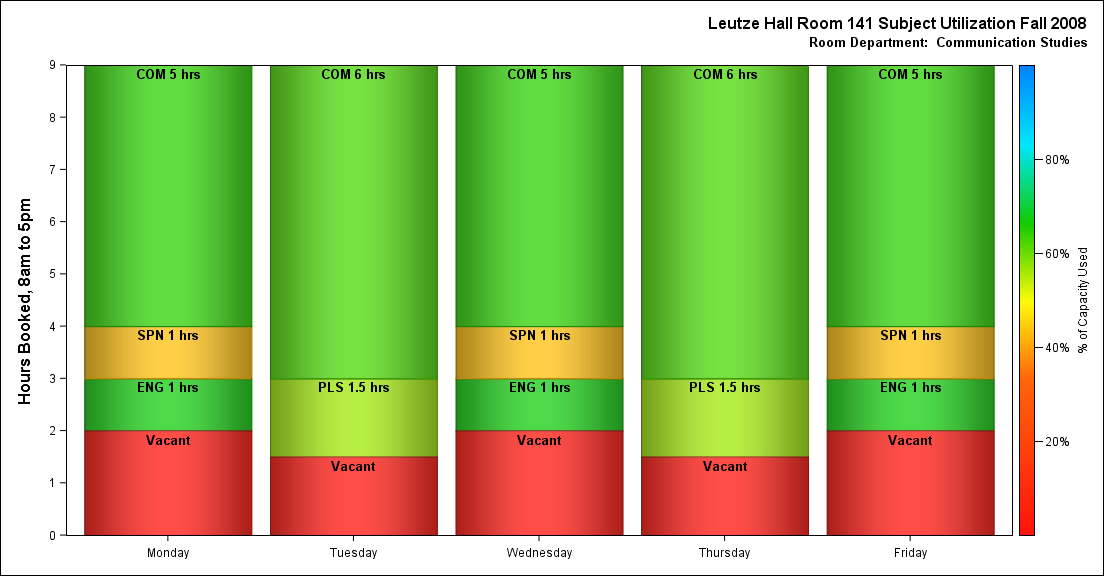 Leutze Hall Room 141 Subject Utilization Fall 2008
Room Department:  Communication Studies
Hours Booked, 8am to 5pm
9
8
7
6
5
4
3
2
1
0
COM 5 hrs
SPN 1 hrs
ENG 1 hrs
Vacant
COM 6 hrs
PLS 1.5 hrs
Vacant
COM 5 hrs
SPN 1 hrs
ENG 1 hrs
Vacant
COM 6 hrs
PLS 1.5 hrs
Vacant
COM 5 hrs
SPN 1 hrs
ENG 1 hrs
Vacant
Monday
Tuesday
Wednesday
Thursday
Friday
80%
60%
40%
20%
% of Capacity Used